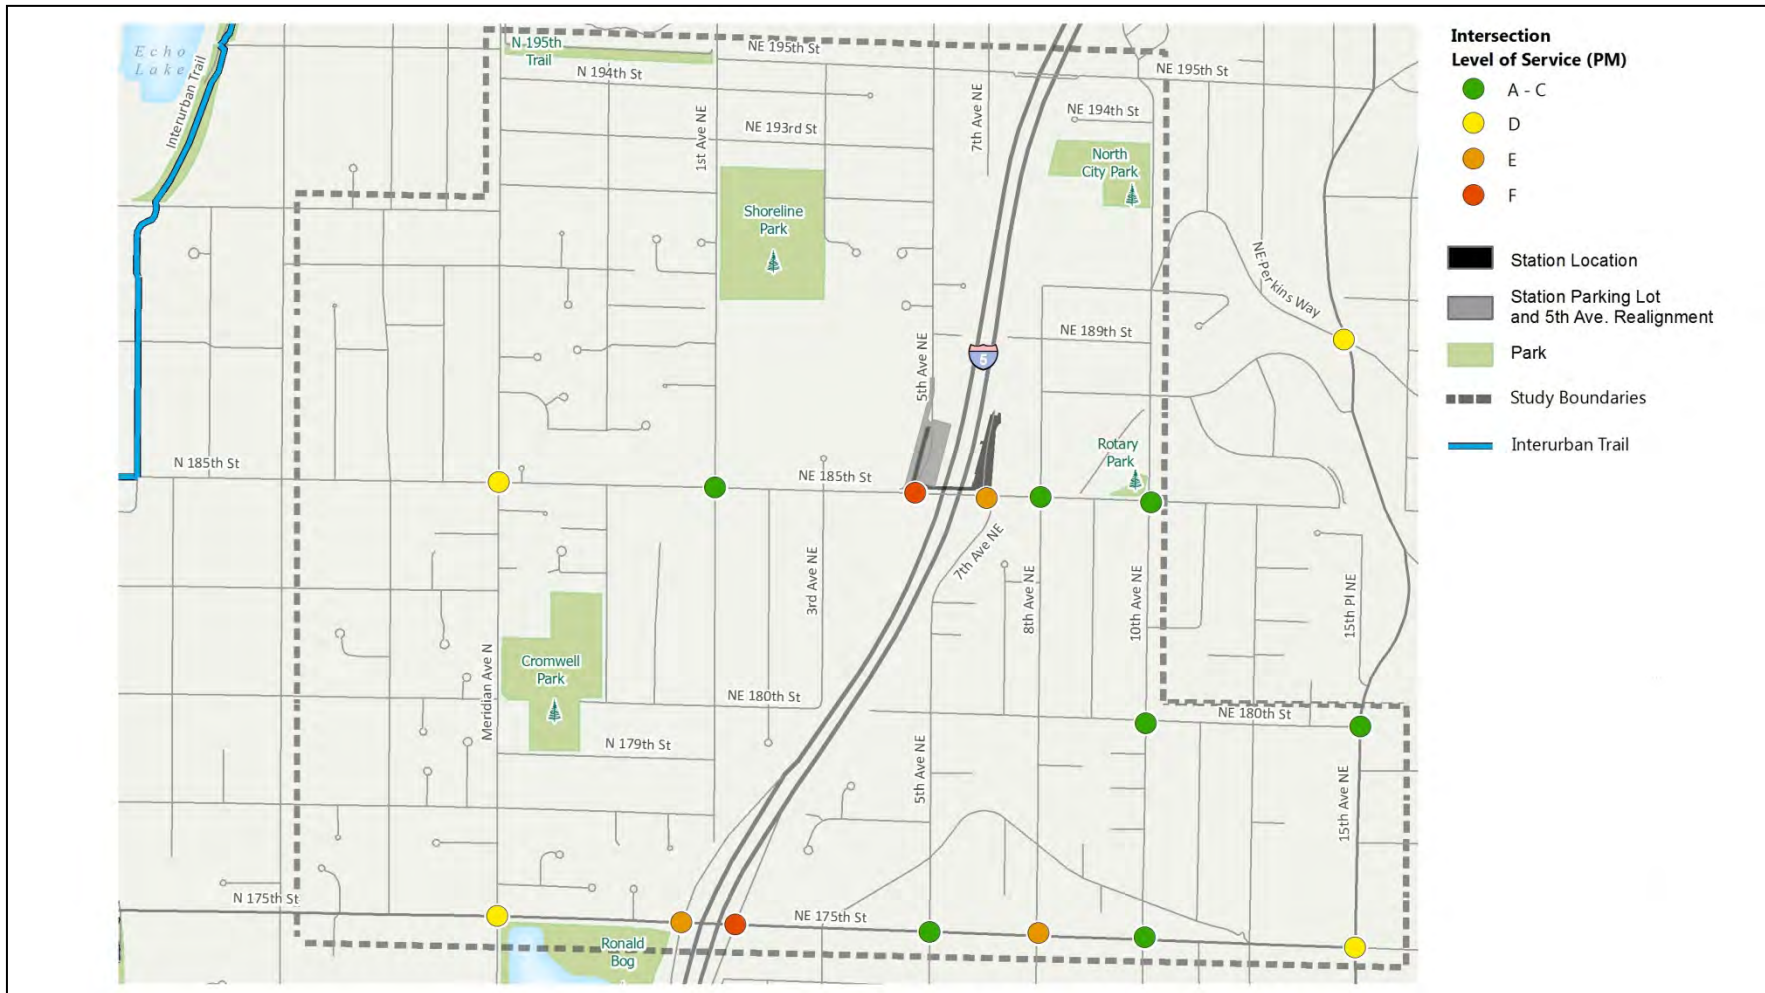 Echo
Lake
Interurban Trail
N 195th
Trail
NE 195th St
N 194th St
NE 195th St
1st Ave NE
NE 193rd St
7th Ave NE
NE 194th St
North
City Park
Shoreline
Park
NE Perkins Way
NE 189th St
5
5th Ave NE
Rotary
Park
N 185th St
NE 185th St
7th Ave NE
3rd Ave NE
8th Ave NE
10th Ave NE
15th Pl NE
Meridian Ave N
Cromwell
Park
NE 180th St
NE 180th St
N 179th St
5th Ave NE
15th Ave NE
N 175th St
NE 175th St
Ronald
Bog
Intersection
Level of Service (PM)
A - C
D
E
F
Station Location
Station Parking Lot
and 5th Ave. Realignment
Park
Study Boundaries
Interurban Trail